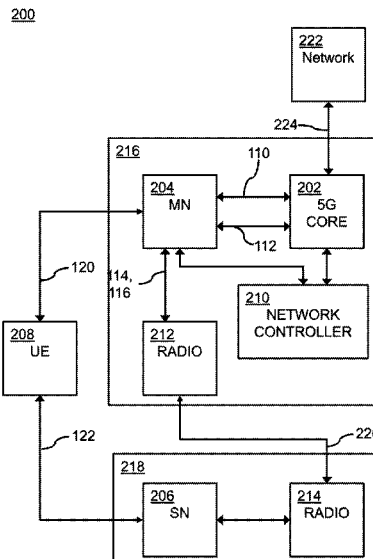 200
222
Network
224
216
110
204
MN
202
5G
CORE
112
120
114,
116
210
NETWORK
CONTROLLER
208
UE
212
RADIO
122
218
206
SN
214
RADIO